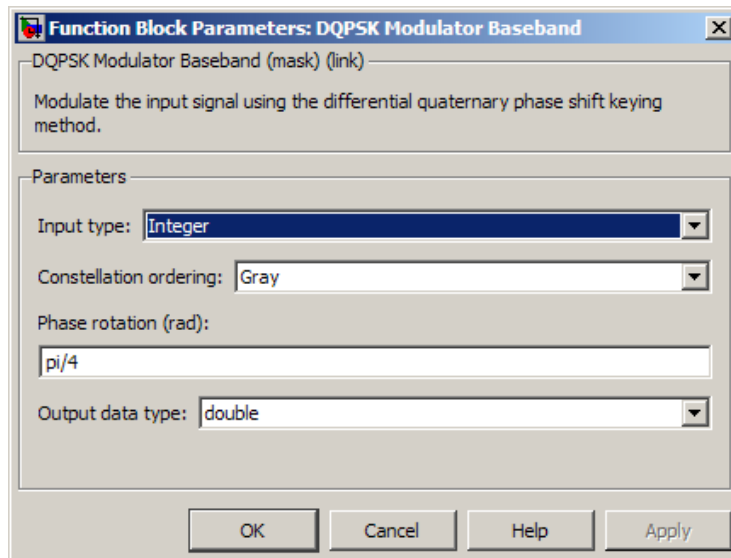 Function Block Parameters: DQPSK Modulator Baseband
DQPSK Modulator Baseband (mask) (link)
Modulate the input signal using the differential quaternary phase shift keying
method.
Parameters
Input type: Integer
Constellation ordering: Gray
Phase rotation (rad):
pi/4
Output data type: double
OK Cancel Help Apply